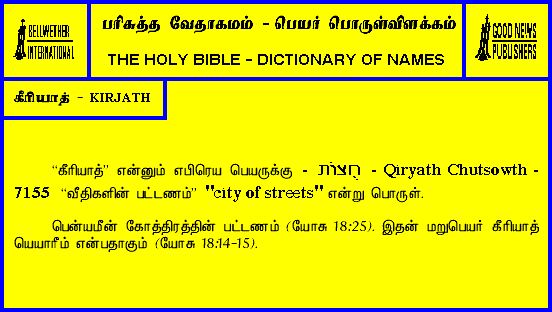 BELLWETHER
INTERNATIONAL
பரிசுத்த வேதாகமம் - பெயர் பொருள்விளக்கம்
THE HOLY BIBLE - DICTIONARY OF NAMES
GOOD NEWS
PUBLISHERS
கீரியாத் - KIRJATH
“கீரியாத்” என்னும் எபிரெய பெயருக்கு - - Qiryath Chutsowth -
7155 “வீதிகளின் பட்டணம்” "city of streets" என்று பொருள்.
பென்யமீன் கோத்திரத்தின் பட்டணம் (யோசு 18:25). இதன் மறுபெயர் கீரியாத்
யெயாரீம் என்பதாகும் (யோசு 18:14-15).